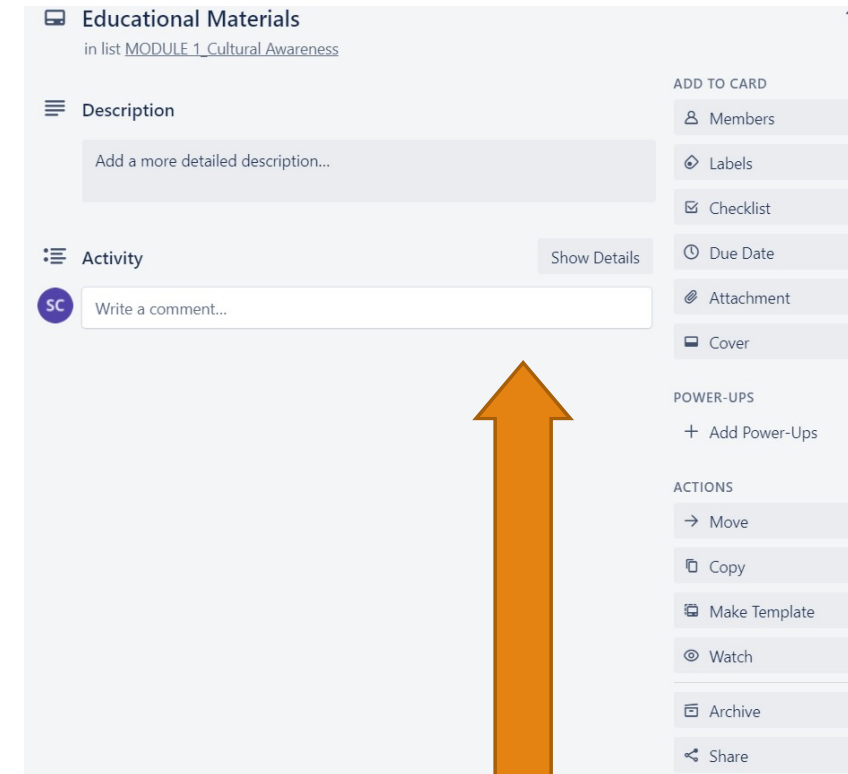 Educational Materials
in list MODULE 1_Cultural Awareness
Description
Add a more detailed description...
Activity
Show Details
SC
Write a comment...
ADD TO CARD
Members
Labels
Checklist
Due Date
Attachment
Cover
POWER-UPS
+ Add Power-Ups
ACTIONS
→ Move
Copy
Make Template
Watch
Archive
Share